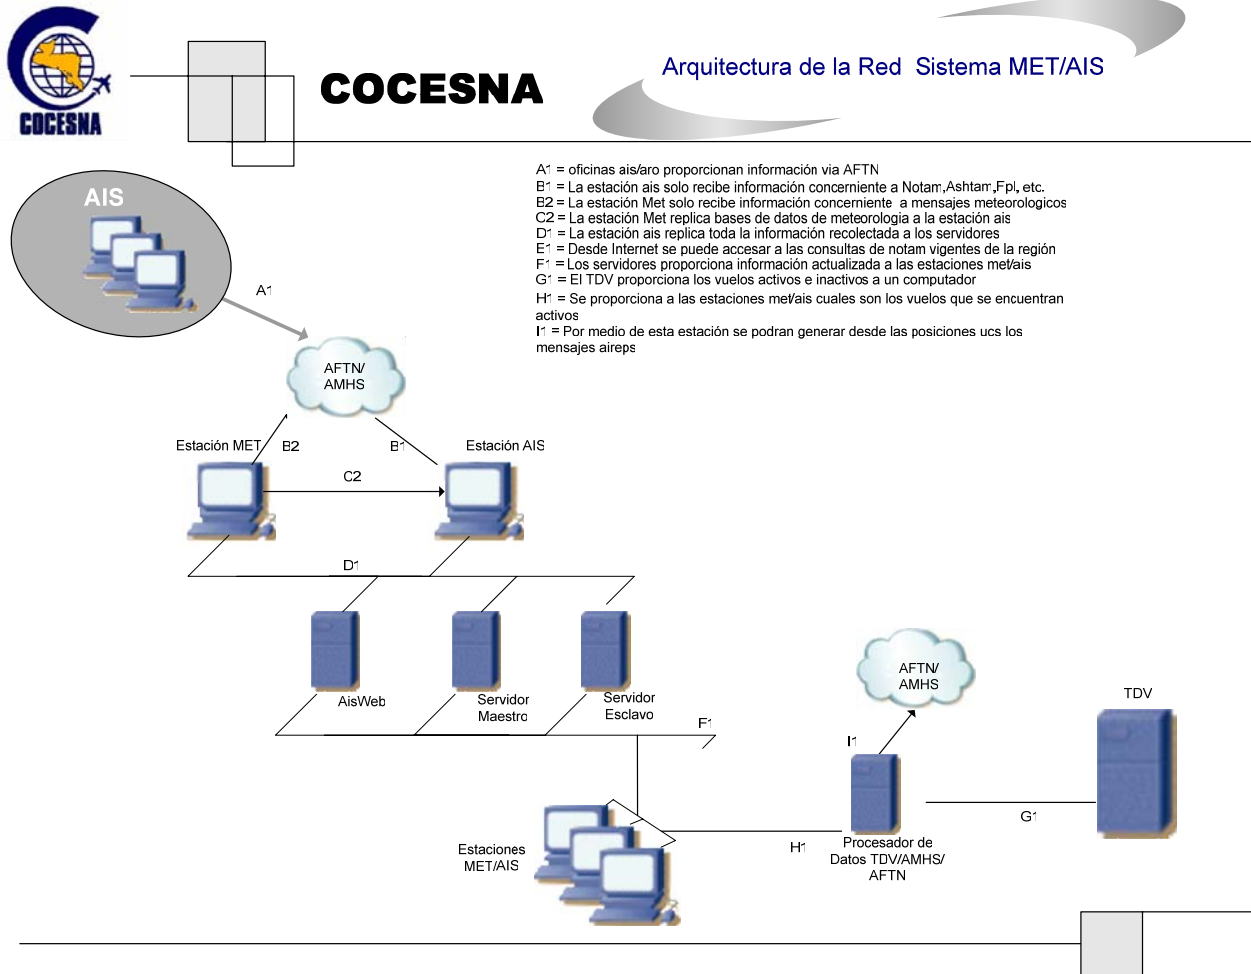 COCESNA
COCESNA
Arquitectura de la Red Sistema MET/AIS
A1 = oficinas ais/aro proporcionan información via AFTN
B1 = La estación ais solo recibe información concerniente a Notam,Ashtam,Fpl, etc.
B2 = La estación Met solo recibe información concerniente a mensajes meteorologicos
C2 = La estación Met replica bases de datos de meteorologia a la estación ais
D1 = La estación ais replica toda la información recolectada a los servidores
E1 = Desde Internet se puede accesar a las consultas de notam vigentes de la región
F1 = Los servidores proporciona información actualizada a las estaciones met/ais
G1 = El TDV proporciona los vuelos activos e inactivos a un computador
H1 = Se proporciona a las estaciones met/ais cuales son los vuelos que se encuentran
activos
I1 = Por medio de esta estación se podran generar desde las posiciones ucs los
mensajes aireps
AIS
A1
AFTN/
AMHS
Estación MET
B2
B1
Estación AIS
C2
D1
AisWeb
Servidor
Maestro
Servidor
Esclavo
F1
AFTN/
AMHS
TDV
I1
G1
Estaciones
MET/AIS
H1
Procesador de
Datos TDV/AMHS/
AFTN